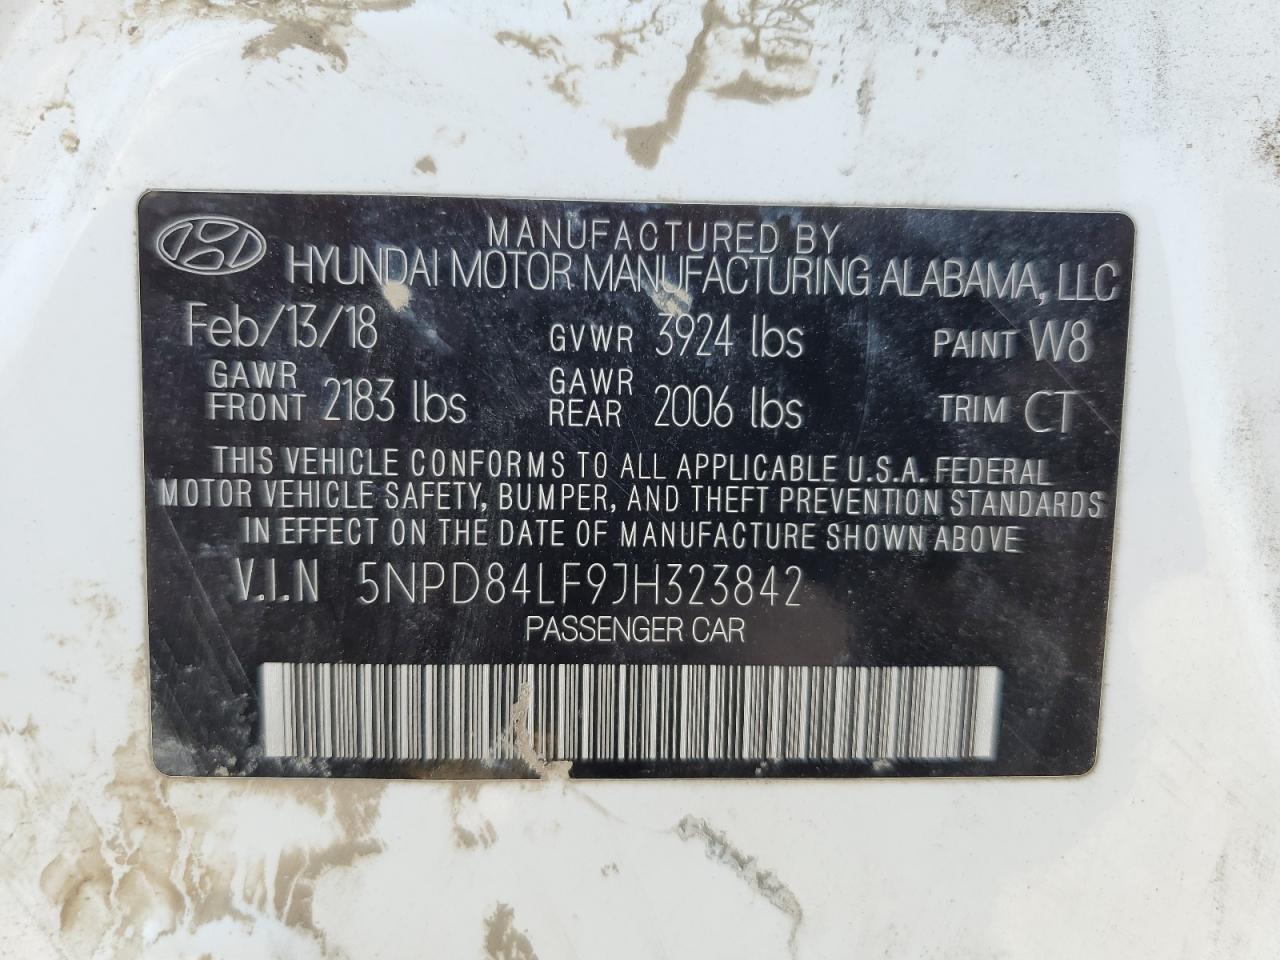 MANUFACTURED BY
HYUNDAI MOTOR MANUFACTURING ALABAMA, LLC
Feb/13/18 GVWR 3924 lbs PAINT W8
GAWR FRONT 2183 lbs GAWR REAR 2006 lbs TRIM CT
THIS VEHICLE CONFORMS TO ALL APPLICABLE U.S.A. FEDERAL
MOTOR VEHICLE SAFETY, BUMPER, AND THEFT PREVENTION STANDARDS
IN EFFECT ON THE DATE OF MANUFACTURE SHOWN ABOVE
V.I.N 5NPD84LF9JH323842
PASSENGER CAR